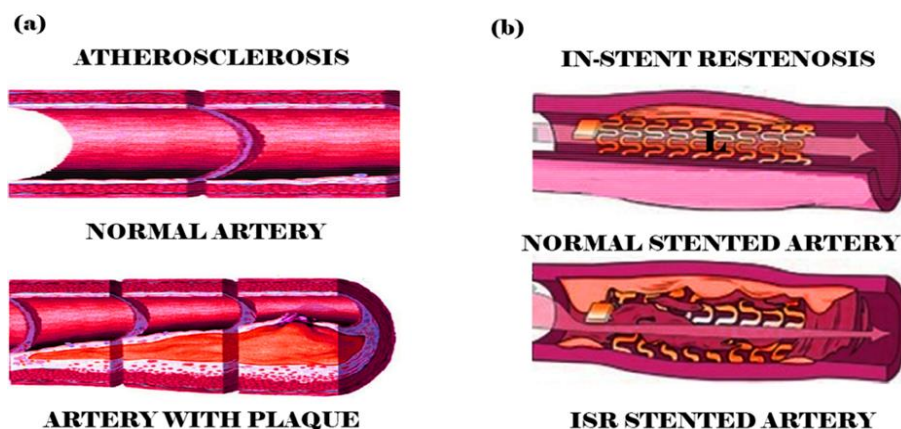 (a)
ATHEROSCLEROSIS
NORMAL ARTERY
ARTERY WITH PLAQUE
(b)
IN-STENT RESTENOSIS
L
NORMAL STENTED ARTERY
ISR STENTED ARTERY